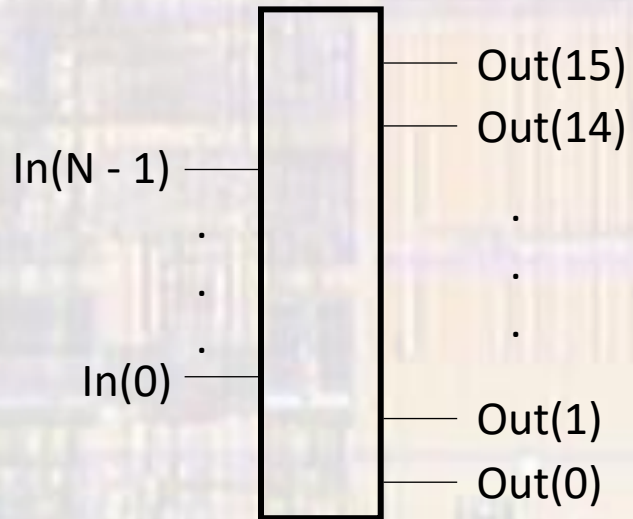 Out(15)
Out(14)
In(N - 1)
.
.
.
.
.
.
In(0)
Out(1)
Out(0)